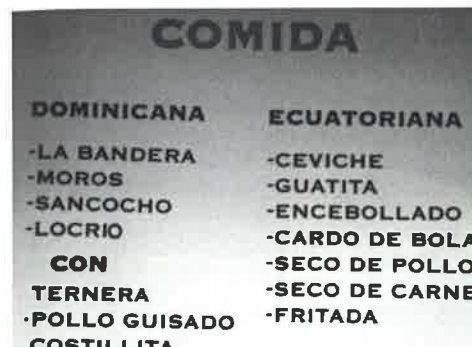 COMIDA
DOMINICANA
-LA BANDERA
-MOROS
-SANCOCHO
-LOCRIO
CON
TERNERA
·POLLO GUISADO
COSTILLITA
ECUATORIANA
-CEVICHE
-GUATITA
-ENCEBOLLADO
-CARDO DE BOLA
-SECO DE POLLO
-SECO DE CARNE
-FRITADA